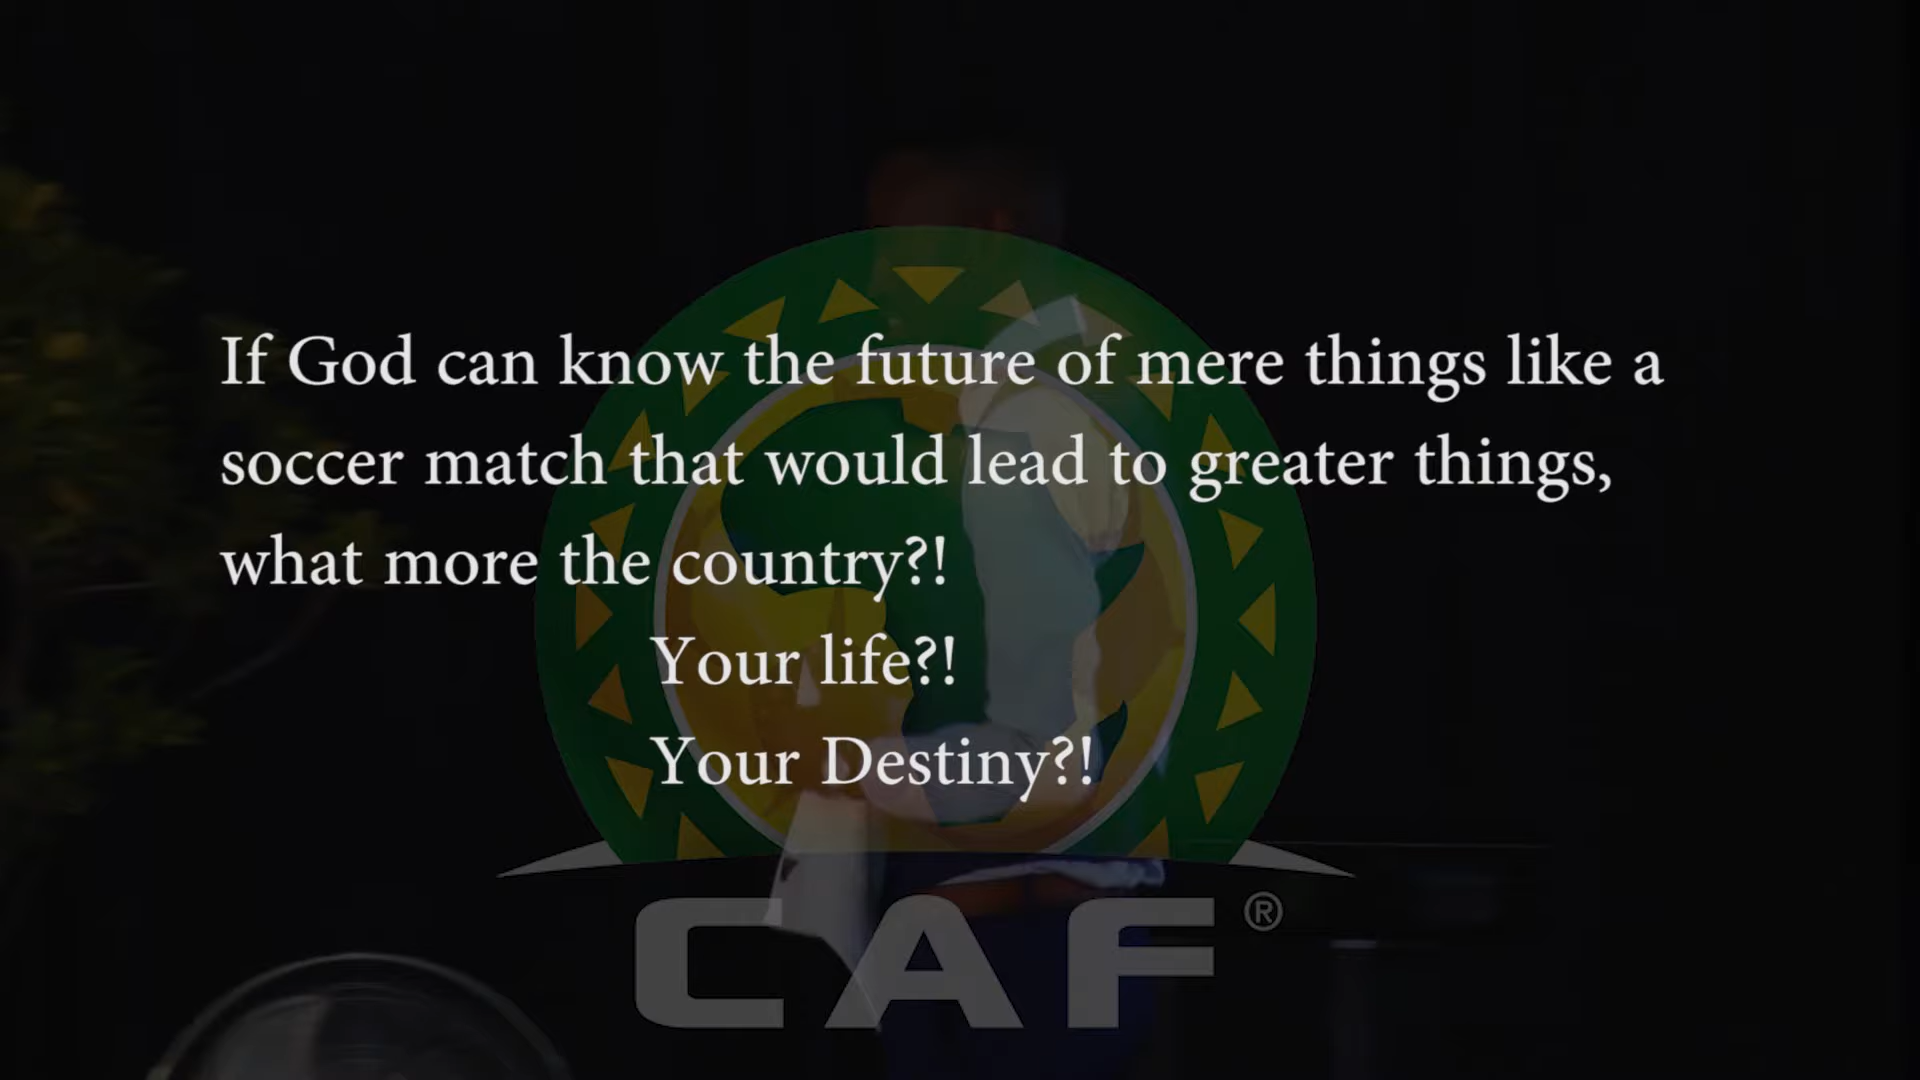 If God can know the future of mere things like a
soccer match that would lead to greater things,
what more the country?!
Your life?!
Your Destiny?!
CAF®